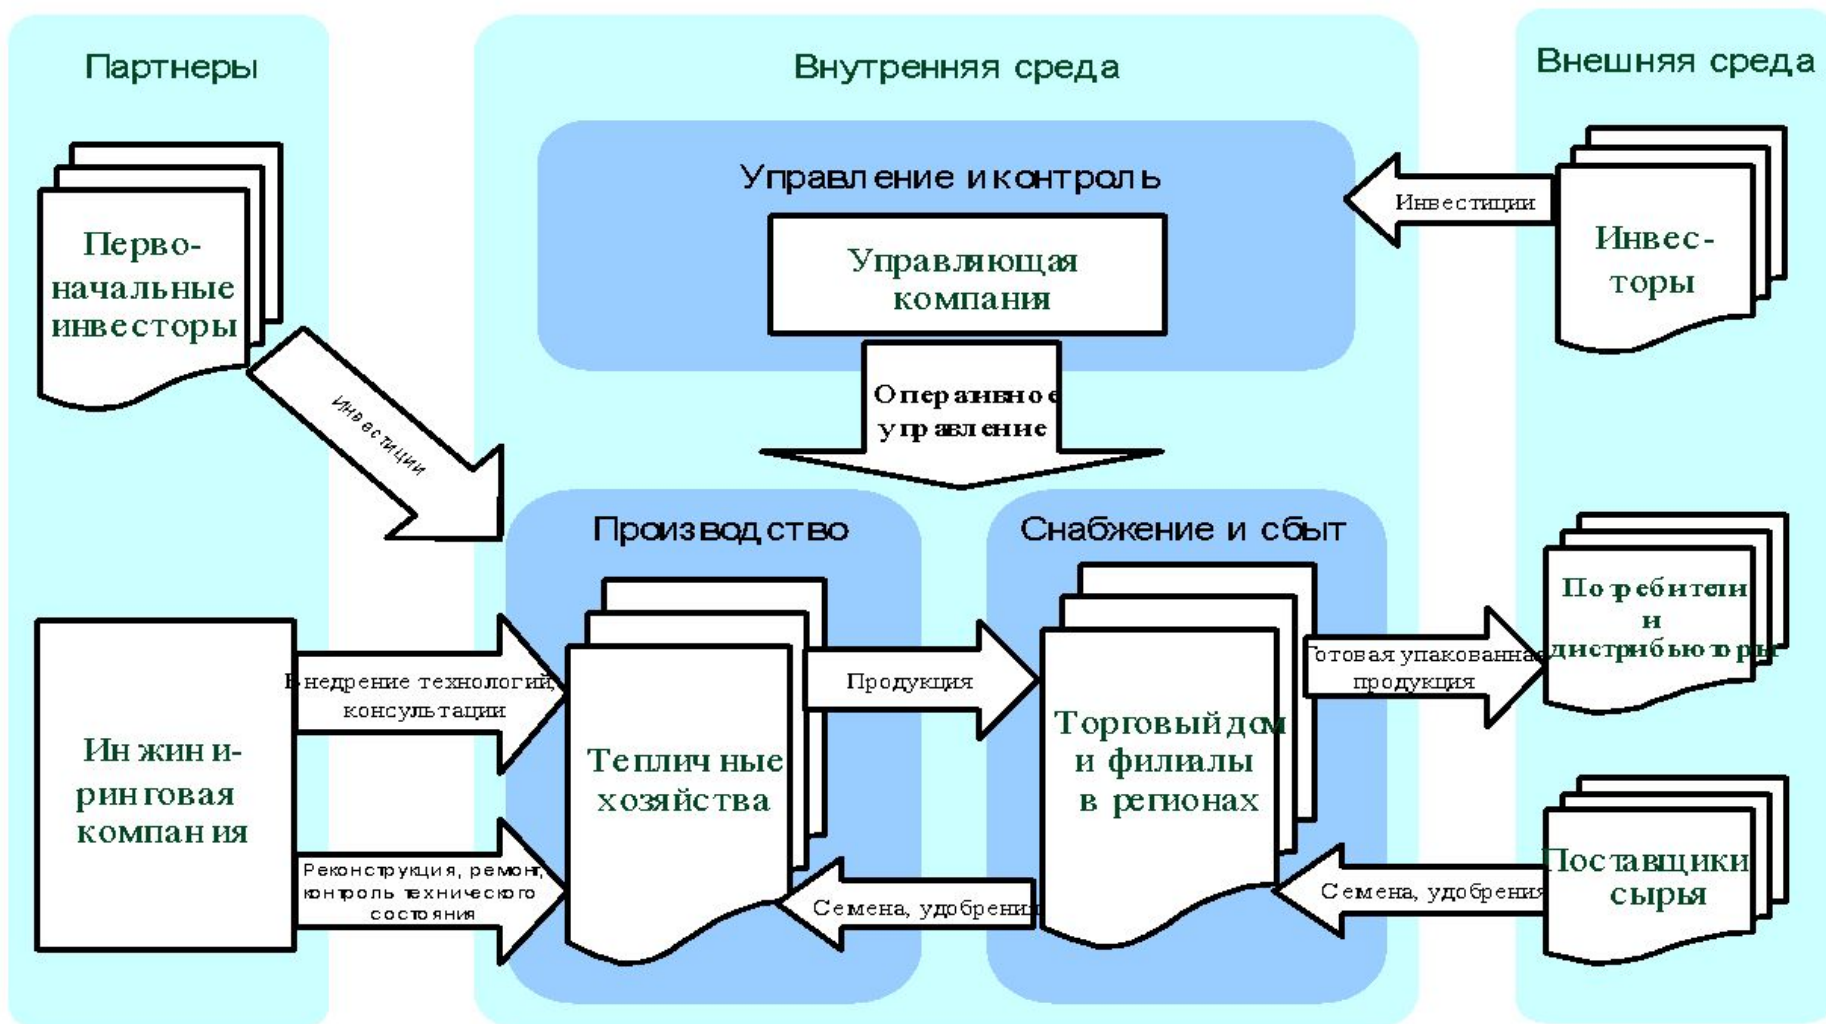 Партнеры
Внутренняя среда
Внешняя среда
Перво-
начальные
инвесторы
Управление и контроль
Управляющая
компания
Инвестиции
Инвес-
торы
Инвестиции
Оперативное
управление
Производство
Снабжение и сбыт
Инжини-
ринговая
компания
Внедрение технологий,
консультации
Реконструкция, ремонт,
контроль технического
состояния
Тепличные
хозяйства
Продукция
Семена, удобрения
Торговый дом
и филиалы
в регионах
Готовая упакованная
продукция
Потребители
и
дистрибьюторы
Семена, удобрения
Поставщики
сырья